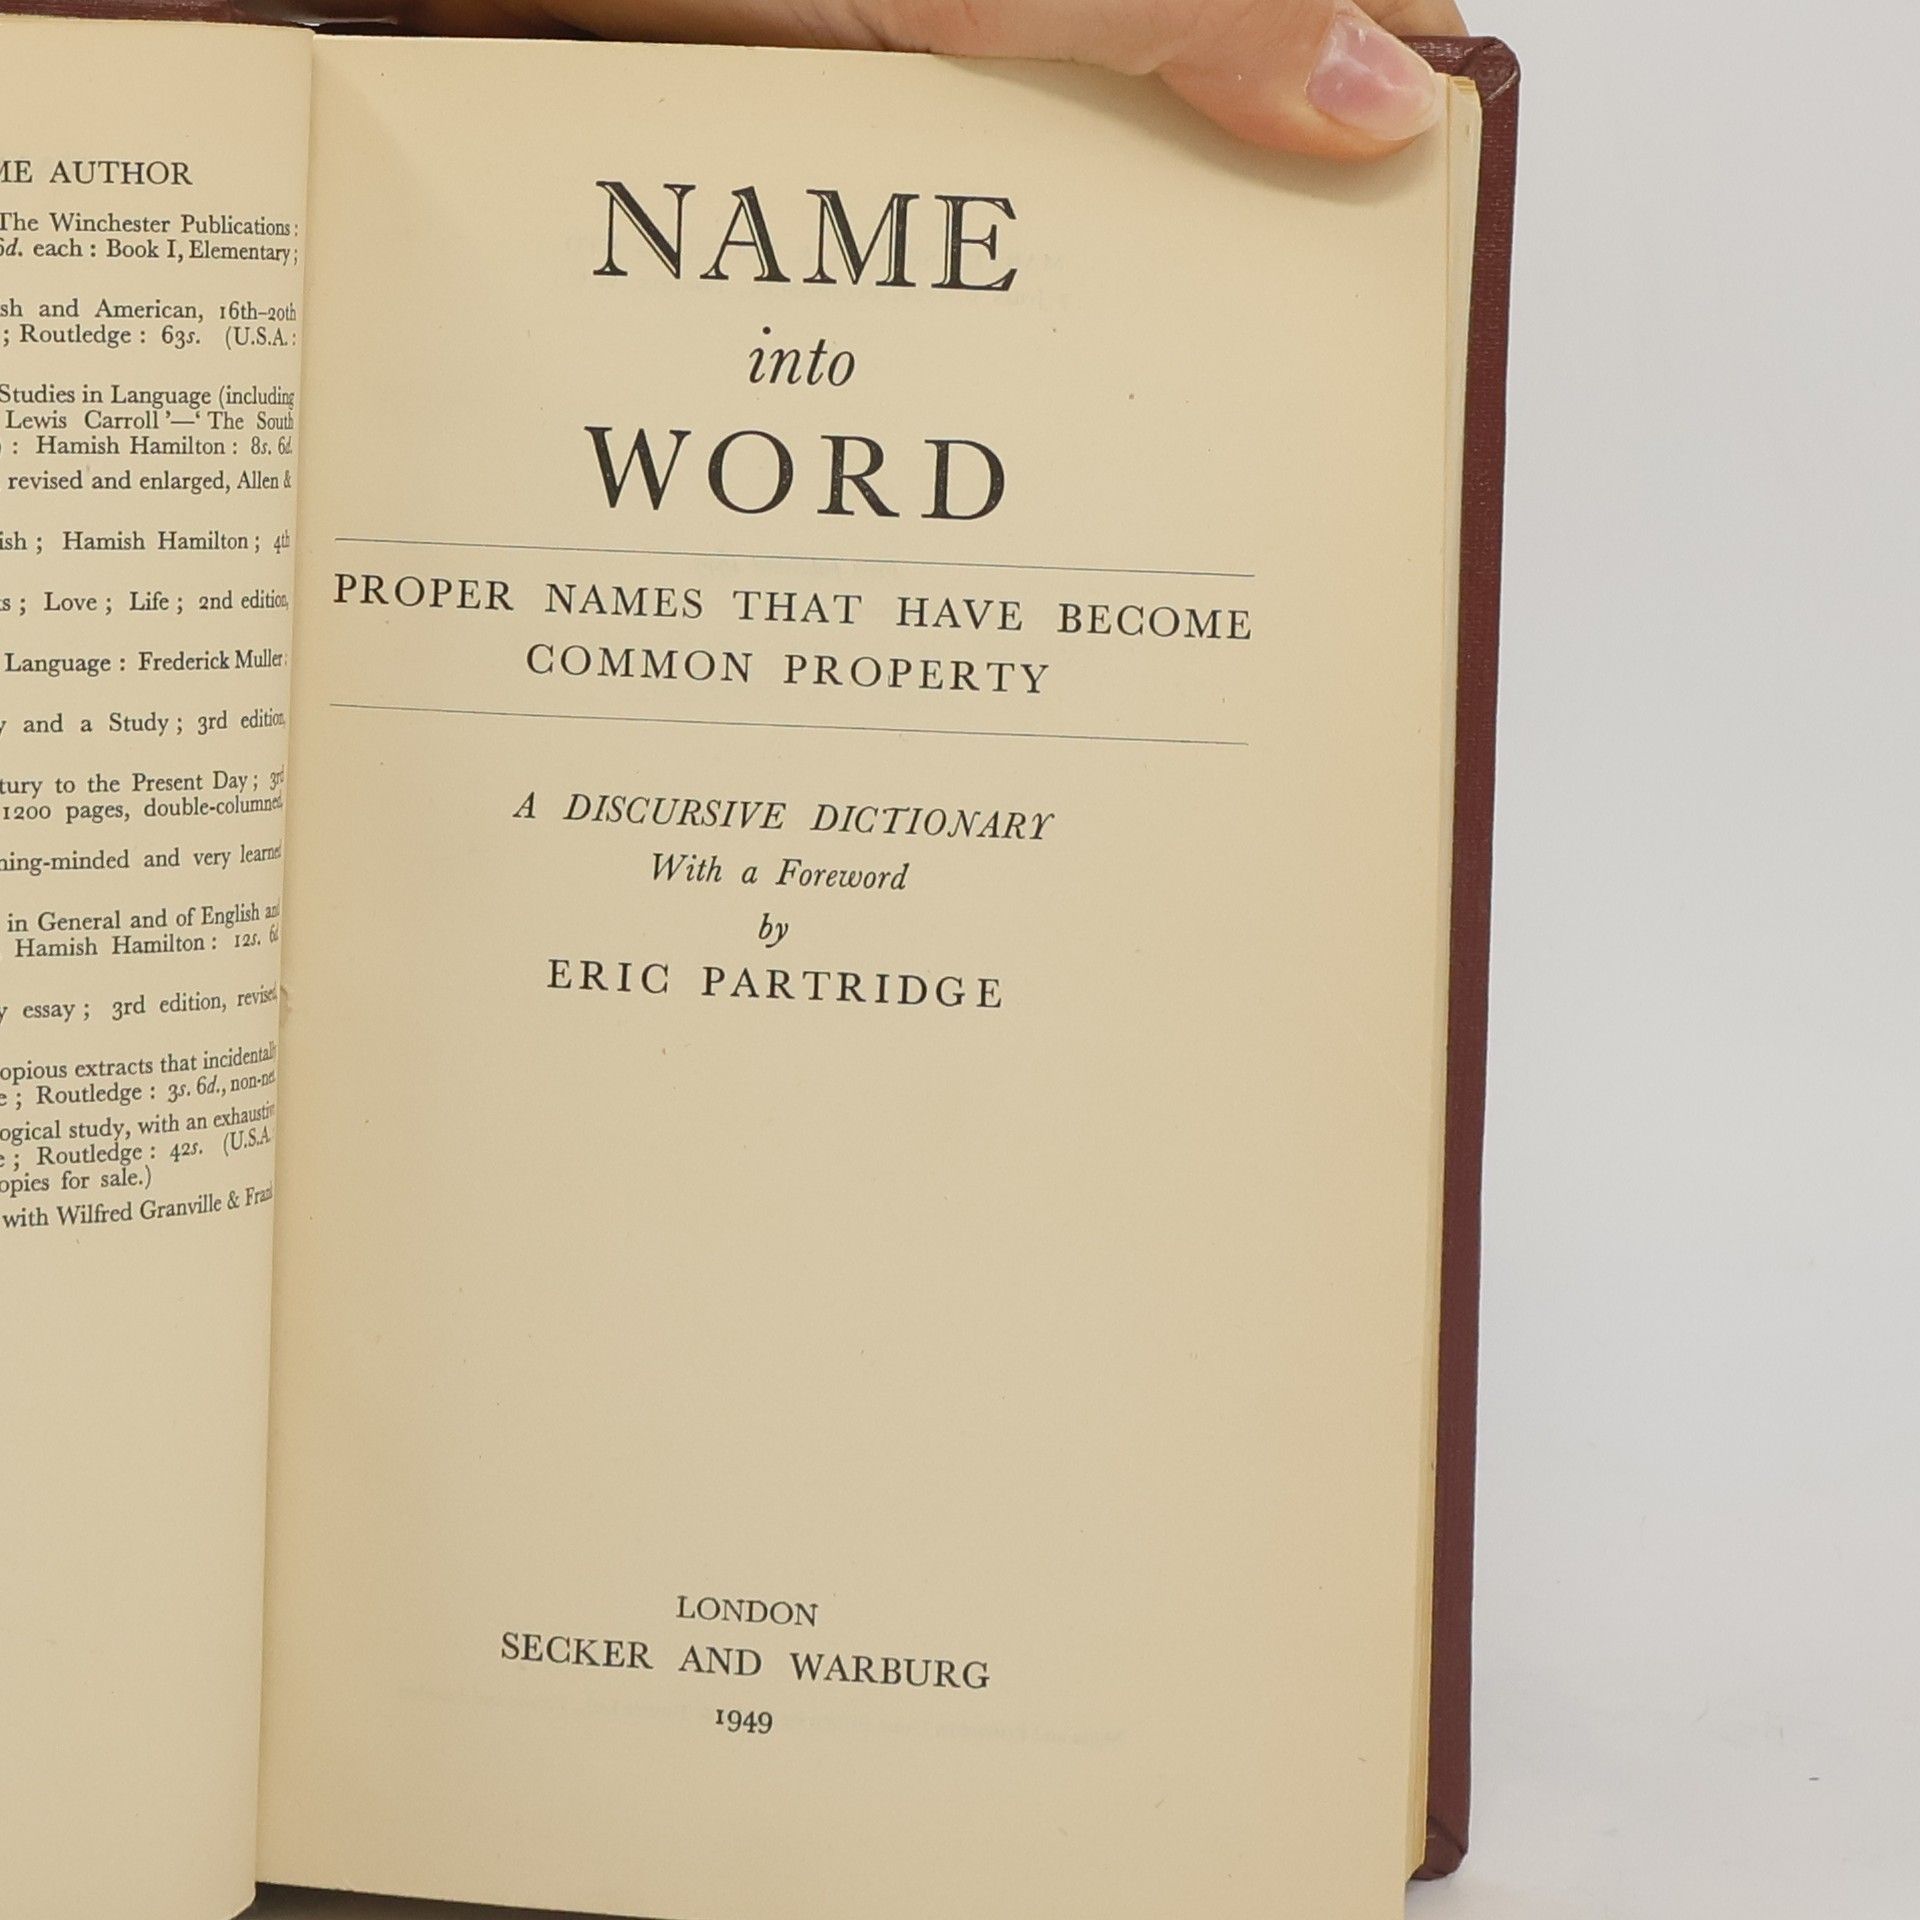 ME AUTHOR
The Winchester Publications:
6d. each : Book I, Elementary;
sh and American, 16th–20th
; Routledge : 63s. (U.S.A. :
Studies in Language (including
Lewis Carroll ’—‘ The South
: Hamish Hamilton : 8s. 6d.
revised and enlarged, Allen &
ish ; Hamish Hamilton ; 4th
s ; Love ; Life ; 2nd edition,
Language : Frederick Muller :
y and a Study ; 3rd edition,
tury to the Present Day ; 3rd
1200 pages, double-columned,
ning-minded and very learned
in General and of English and
Hamish Hamilton : 12s. 6d
y essay ; 3rd edition, revised,
opious extracts that incidentally
e ; Routledge : 3s. 6d., non-net.
ogical study, with an exhaustive
e ; Routledge : 42s. (U.S.A.
opies for sale.)
with Wilfred Granville & Frank
NAME
into
WORD
PROPER NAMES THAT HAVE BECOME
COMMON PROPERTY
A DISCURSIVE DICTIONARY
With a Foreword
by
ERIC PARTRIDGE
LONDON
SECKER AND WARBURG
1949